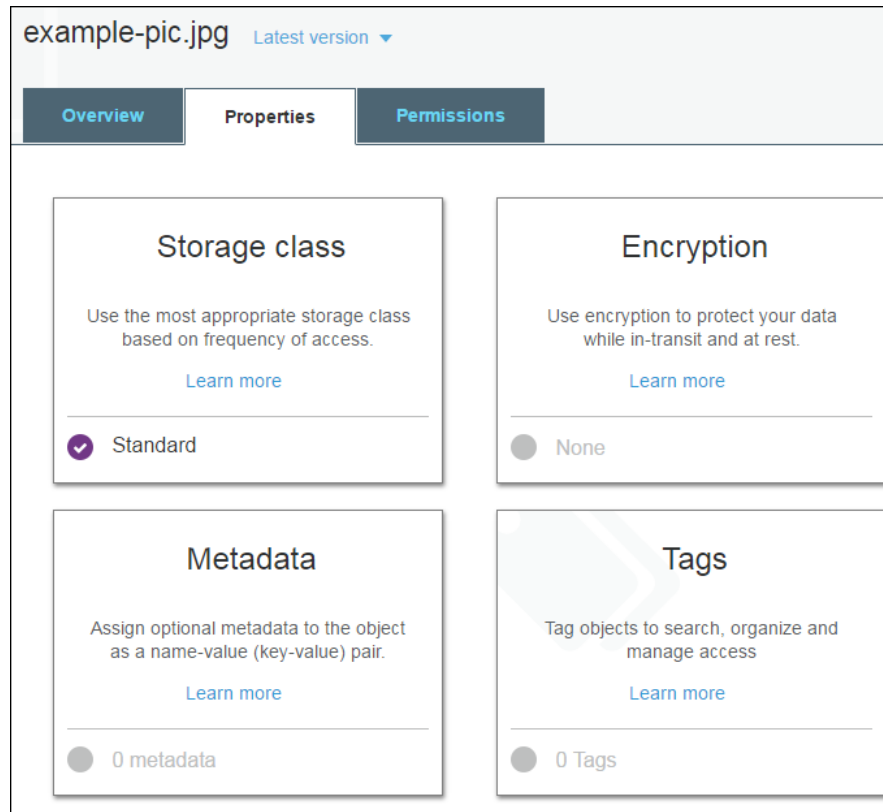 example-pic.jpg Latest version
Overview Properties Permissions
Storage class
Use the most appropriate storage class
based on frequency of access.
Learn more
Standard
Encryption
Use encryption to protect your data
while in-transit and at rest.
Learn more
None
Metadata
Assign optional metadata to the object
as a name-value (key-value) pair.
Learn more
0 metadata
Tags
Tag objects to search, organize and
manage access
Learn more
0 Tags